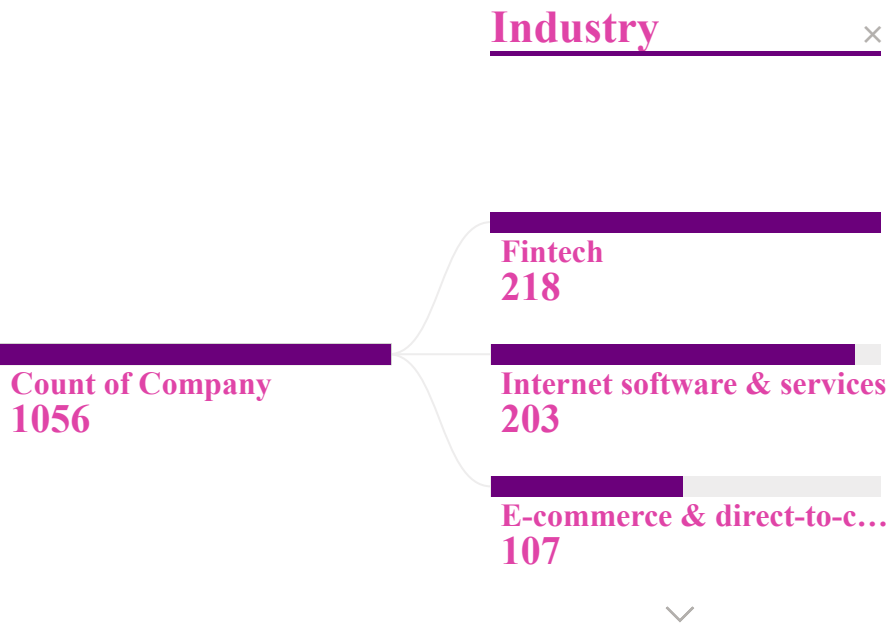 Industry
Fintech
218
Count of Company
1056
Internet software & services
203
E-commerce & direct-to-c...
107